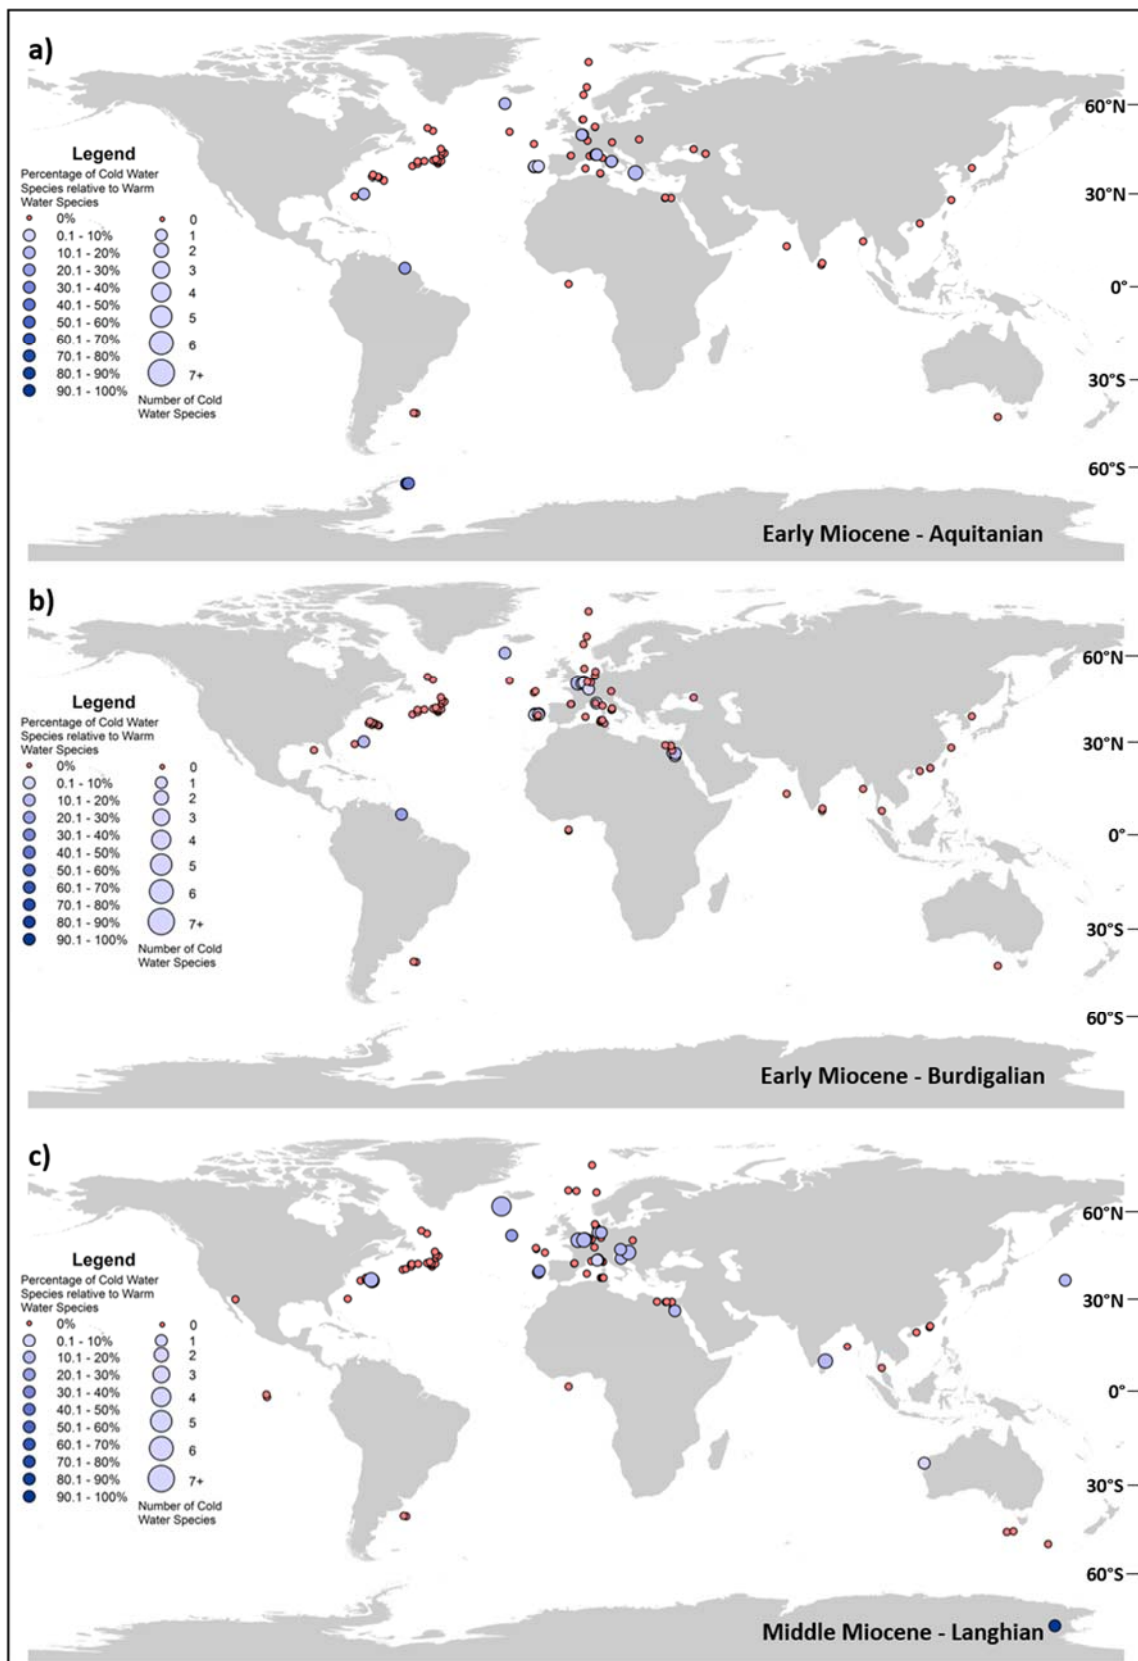 a)
60°N
30°N
0°
30°S
60°S
Legend
Percentage of Cold Water
Species relative to Warm
Water Species
0%
0.1 - 10%
10.1 - 20%
20.1 - 30%
30.1 - 40%
40.1 - 50%
50.1 - 60%
60.1 - 70%
70.1 - 80%
80.1 - 90%
90.1 - 100%
0
1
2
3
4
5
6
7+
Number of Cold
Water Species
Early Miocene - Aquitanian
b)
60°N
30°N
0°
30°S
60°S
Legend
Percentage of Cold Water
Species relative to Warm
Water Species
0%
0.1 - 10%
10.1 - 20%
20.1 - 30%
30.1 - 40%
40.1 - 50%
50.1 - 60%
60.1 - 70%
70.1 - 80%
80.1 - 90%
90.1 - 100%
0
1
2
3
4
5
6
7+
Number of Cold
Water Species
Early Miocene - Burdigalian
c)
60°N
30°N
0°
30°S
60°S
Legend
Percentage of Cold Water
Species relative to Warm
Water Species
0%
0.1 - 10%
10.1 - 20%
20.1 - 30%
30.1 - 40%
40.1 - 50%
50.1 - 60%
60.1 - 70%
70.1 - 80%
80.1 - 90%
90.1 - 100%
0
1
2
3
4
5
6
7+
Number of Cold
Water Species
Middle Miocene - Langhian